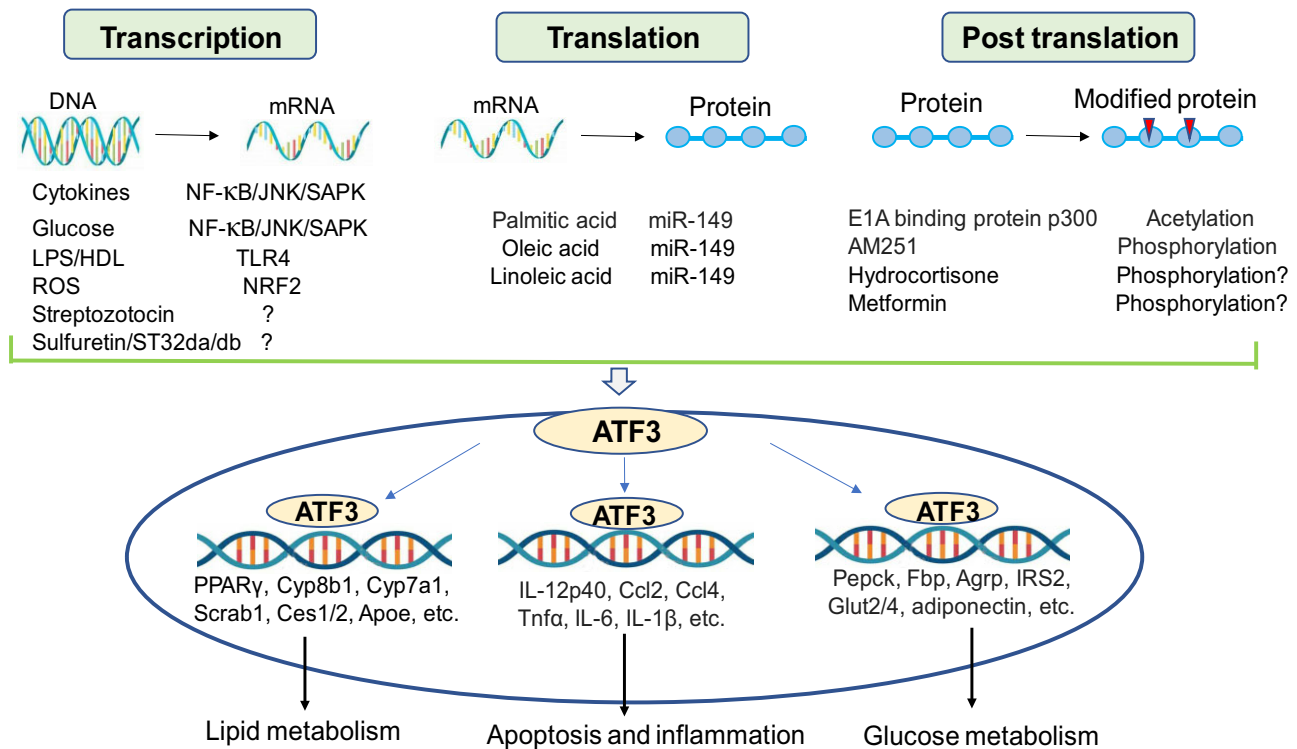 Transcription
Translation
Post translation
DNA
mRNA
Cytokines NF-κB/JNK/SAPK
Glucose NF-κB/JNK/SAPK
LPS/HDL TLR4
ROS NRF2
Streptozotocin ?
Sulfuretin/ST32da/db ?
mRNA
Protein
Palmitic acid miR-149
Oleic acid miR-149
Linoleic acid miR-149
Protein
Modified protein
E1A binding protein p300 Acetylation
AM251 Phosphorylation
Hydrocortisone Phosphorylation?
Metformin Phosphorylation?
ATF3
ATF3
PPARγ, Cyp8b1, Cyp7a1,
Scrab1, Ces1/2, Apoe, etc.
Lipid metabolism
ATF3
IL-12p40, Ccl2, Ccl4,
Tnfα, IL-6, IL-1β, etc.
Apoptosis and inflammation
ATF3
Pepck, Fbp, Agrp, IRS2,
Glut2/4, adiponectin, etc.
Glucose metabolism